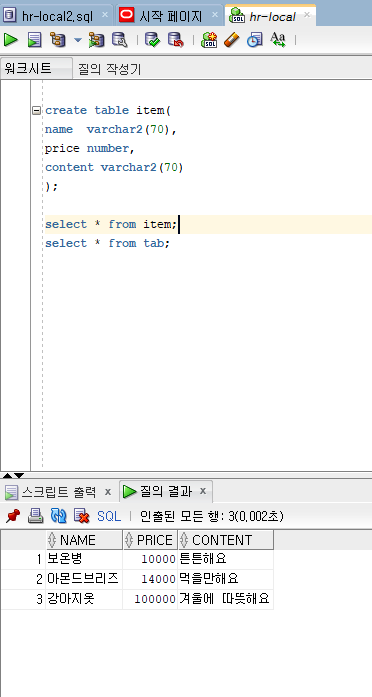 hr-local2.sql × 시작 페이지 × hr-local ×
워크시트 질의 작성기
create table item(
name varchar2(70),
price number,
content varchar2(70)
);
select * from item;
select * from tab;
스크립트 출력 × 질의 결과 ×
SQL | 인출된 모든 행: 3(0,002초)
NAME PRICE CONTENT
1 보온병 10000 튼튼해요
2 아몬드브리즈 14000 먹을만해요
3 강아지옷 100000 겨울에 따뜻해요